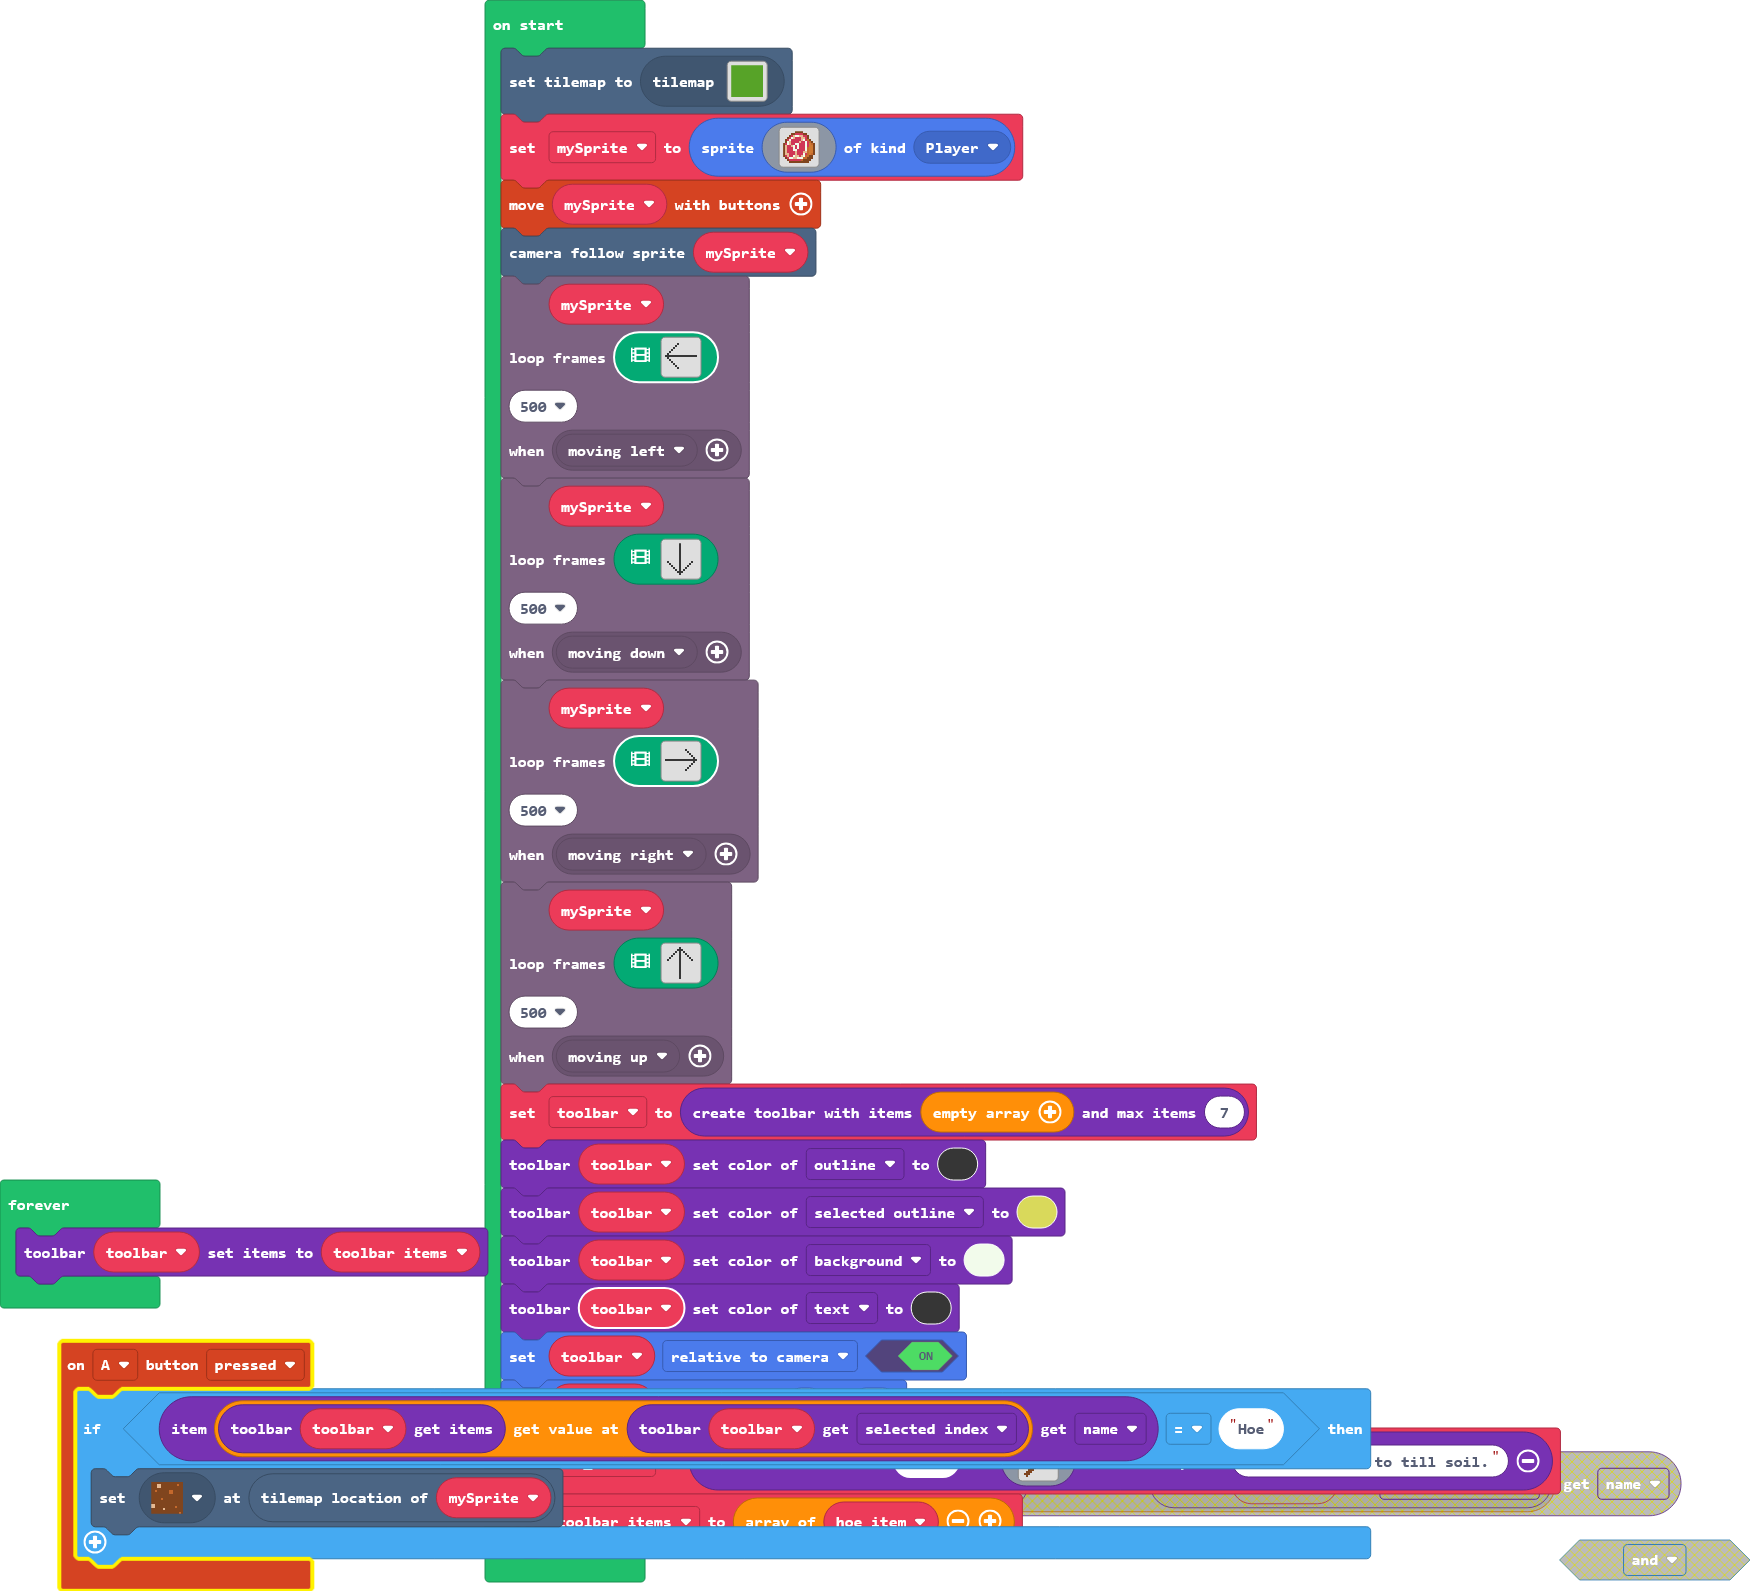 on start
set tilemap to tilemap
set mySprite to sprite of kind Player
move mySprite with buttons
camera follow sprite mySprite
mySprite
loop frames
500
when moving left
mySprite
loop frames
500
when moving down
mySprite
loop frames
500
when moving right
mySprite
loop frames
500
when moving up
set toolbar to create toolbar with items empty array and max items 7
toolbar toolbar set color of outline to
toolbar toolbar set color of selected outline to
toolbar toolbar set color of background to
toolbar toolbar set color of text to
set toolbar relative to camera ON
forever
toolbar toolbar set items to toolbar items
on A button pressed
if item toolbar toolbar get items get value at toolbar toolbar get selected index get name = "Hoe" then
to till soil."
set at tilemap location of mySprite
toolbar items to array of hoe item
get name
and